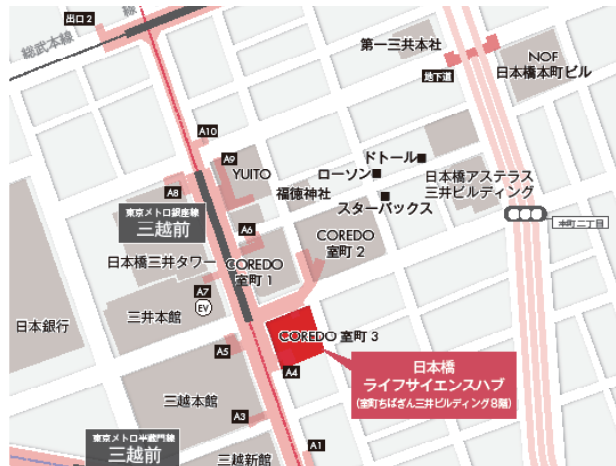 出口2
線
総武本線
第一三共本社
NOF
日本橋本町ビル
地下道
A10
A9
YUITO
ドトール
ローソン
日本橋アステラス
三井ビルディング
A8
福徳神社
スターバックス
東京メトロ銀座線
三越前
本町二丁目
A6
COREDO
室町 2
日本橋三井タワー
COREDO
室町 1
A7
EV
三井本館
日本銀行
COREDO 室町 3
A5
A4
日本橋
ライフサイエンスハブ
(室町ちばぎん三井ビルディング8階)
三越本館
A3
東京メトロ半蔵門線
三越前
三越新館
A1